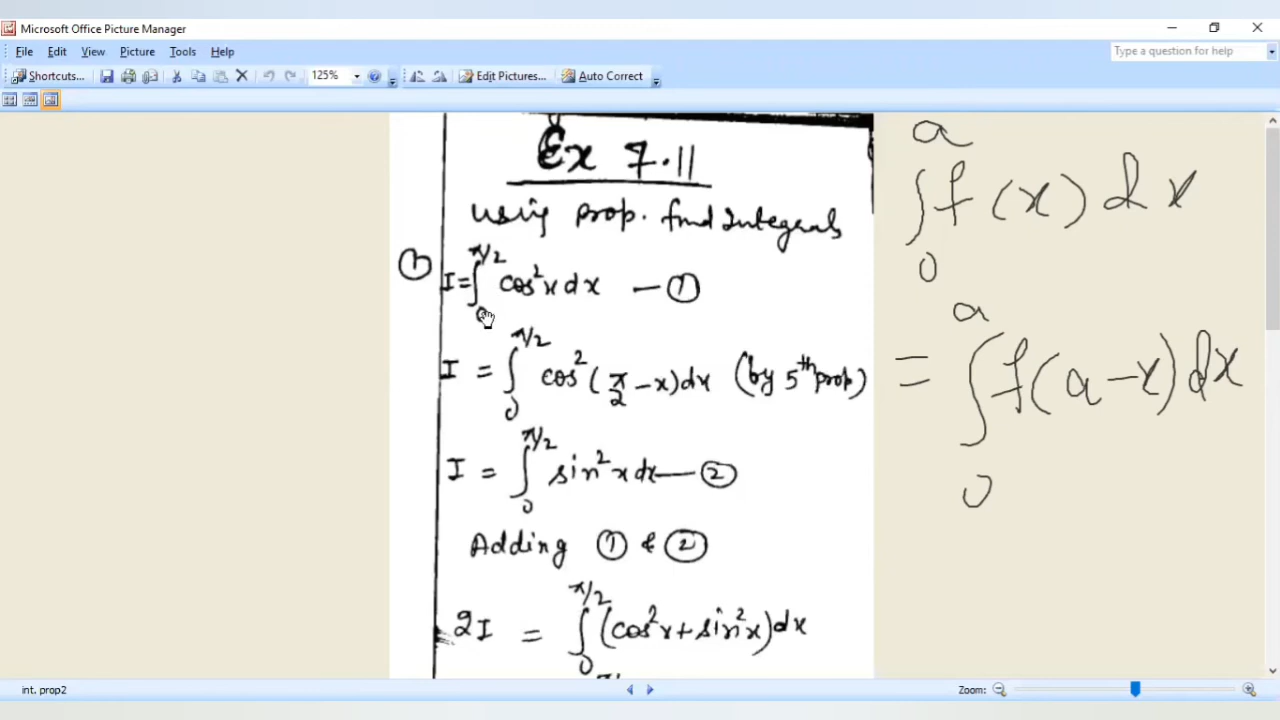 Microsoft Office Picture Manager
File Edit View Picture Tools Help
Type a question for help
Shortcuts... 125% Edit Pictures... Auto Correct
Ex 7.11
using prop. find Integrals
① I = ∫₀^π/2 cos²x dx — ①
I = ∫₀^π/2 cos²(π/2 − x)dx (by 5th prop)
I = ∫₀^π/2 sin²x dx — ②
Adding ① & ②
2I = ∫₀^π/2 (cos²x + sin²x)dx
∫₀^a f(x)dx
= ∫₀^a f(a−x)dx
int. prop2
Zoom: